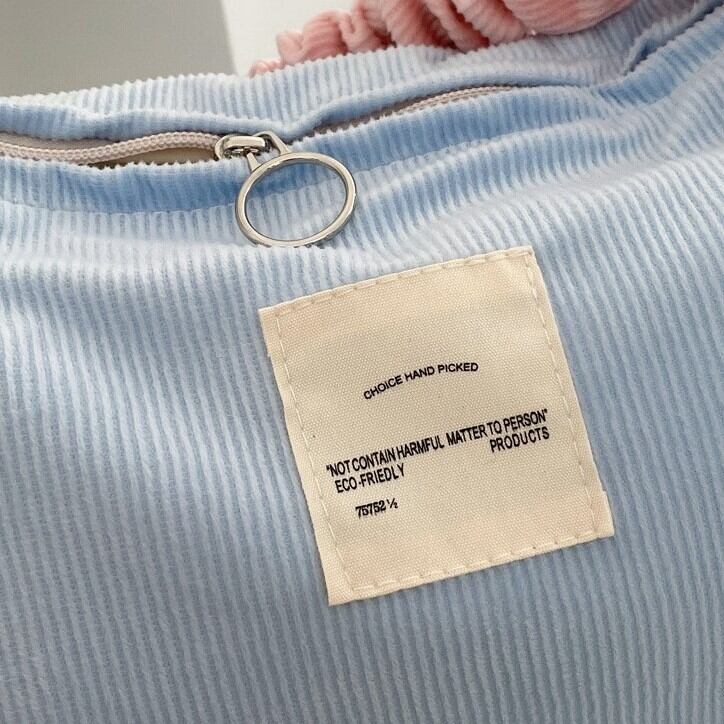 CHOICE HAND PICKED
"NOT CONTAIN HARMFUL MATTER TO PERSON"
ECO-FRIEDLY PRODUCTS
75752 ½